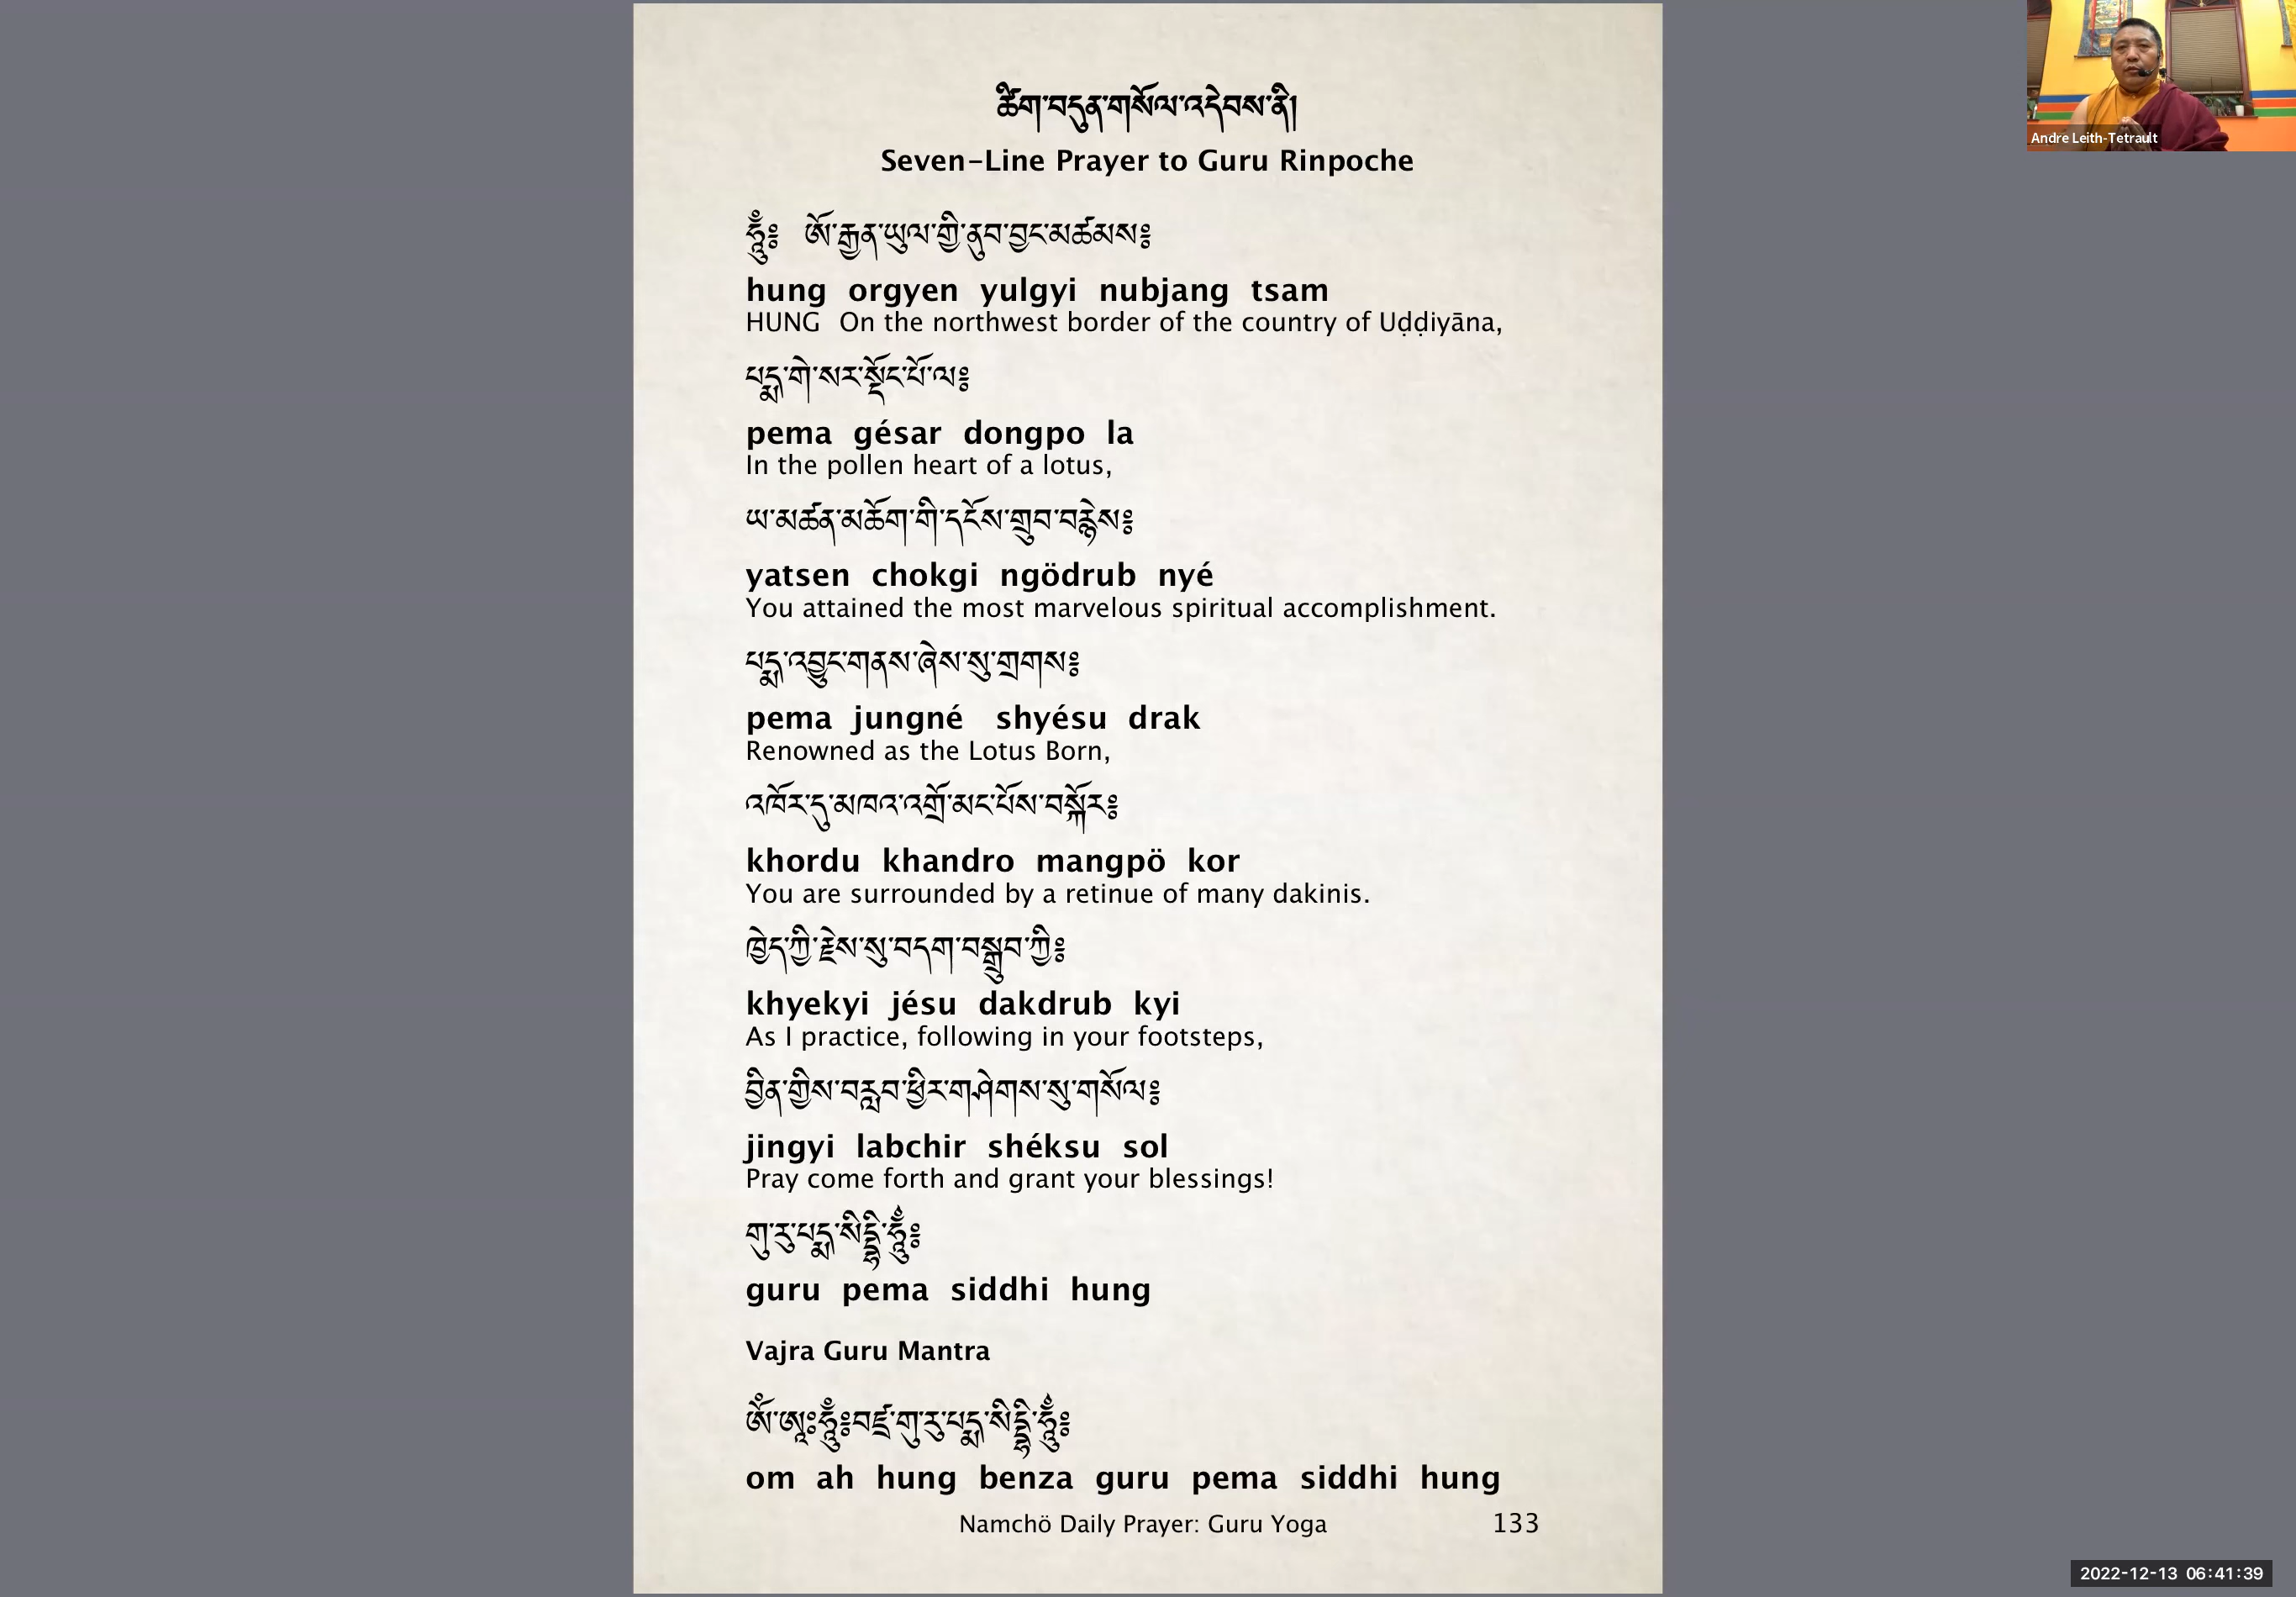 ཚིག་བདུན་གསོལ་འདེབས་ནི།
Seven-Line Prayer to Guru Rinpoche
ཧཱུྂ༔ ཨོ་རྒྱན་ཡུལ་གྱི་ནུབ་བྱང་མཚམས༔
hung orgyen yulgyi nubjang tsam
HUNG On the northwest border of the country of Uḍḍiyāna,
པདྨ་གེ་སར་སྡོང་པོ་ལ༔
pema gésar dongpo la
In the pollen heart of a lotus,
ཡ་མཚན་མཆོག་གི་དངོས་གྲུབ་བརྙེས༔
yatsen chokgi ngödrub nyé
You attained the most marvelous spiritual accomplishment.
པདྨ་འབྱུང་གནས་ཞེས་སུ་གྲགས༔
pema jungné shyésu drak
Renowned as the Lotus Born,
འཁོར་དུ་མཁའ་འགྲོ་མང་པོས་བསྐོར༔
khordu khandro mangpö kor
You are surrounded by a retinue of many dakinis.
ཁྱེད་ཀྱི་རྗེས་སུ་བདག་བསྒྲུབ་ཀྱི༔
khyekyi jésu dakdrub kyi
As I practice, following in your footsteps,
བྱིན་གྱིས་བརླབ་ཕྱིར་གཤེགས་སུ་གསོལ༔
jingyi labchir shéksu sol
Pray come forth and grant your blessings!
གུ་རུ་པདྨ་སིདྡྷི་ཧཱུྃ༔
guru pema siddhi hung
Vajra Guru Mantra
ཨོཾ་ཨཱཿཧཱུྂ༔བཛྲ་གུ་རུ་པདྨ་སིདྡྷི་ཧཱུྃ༔
om ah hung benza guru pema siddhi hung
Namchö Daily Prayer: Guru Yoga 133
Andre Leith-Tetrault
2022-12-13 06:41:39